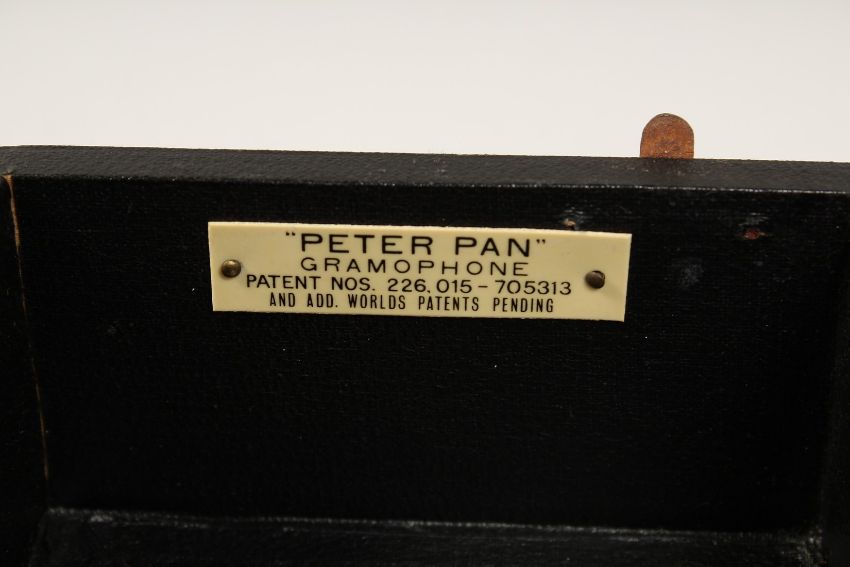 "PETER PAN"
GRAMOPHONE
PATENT NOS. 226,015 - 705313
AND ADD. WORLDS PATENTS PENDING